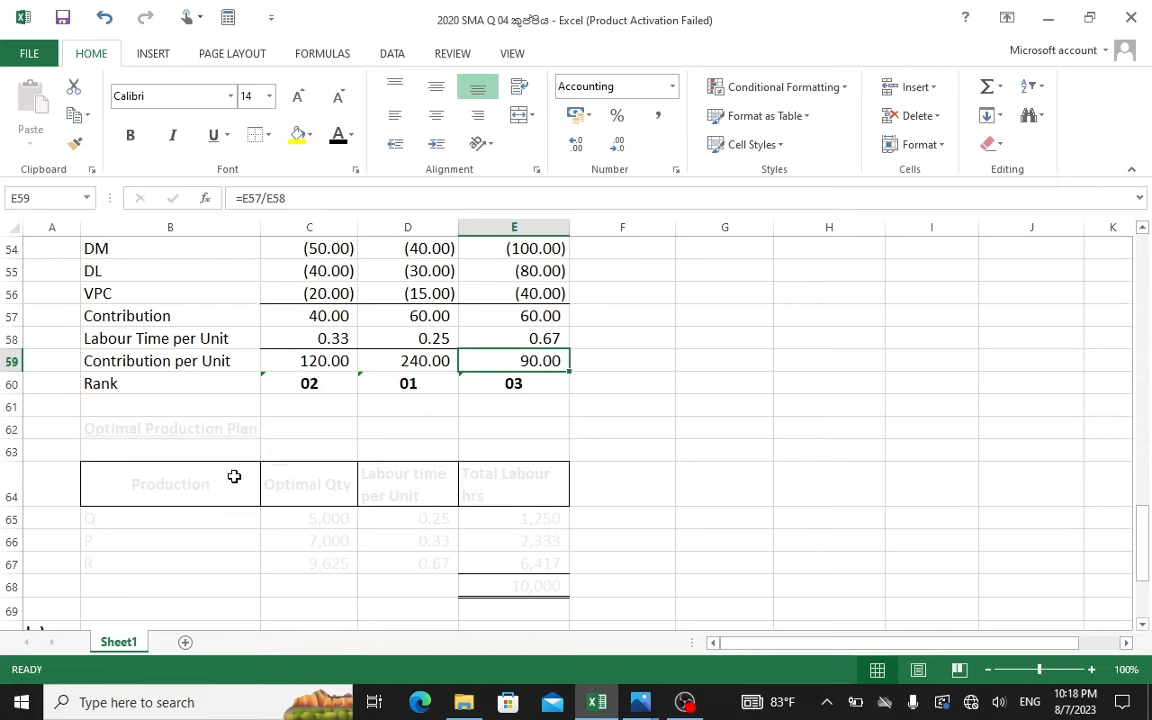 2020 SMA Q 04 කුප්පිය - Excel (Product Activation Failed)
FILE HOME INSERT PAGE LAYOUT FORMULAS DATA REVIEW VIEW Microsoft account
Paste
Calibri 14
Accounting
Conditional Formatting
Format as Table
Cell Styles
Insert
Delete
Format
Clipboard Font Alignment Number Styles Cells Editing
E59 =E57/E58
A B C D E F G H I J K
54 DM (50.00) (40.00) (100.00)
55 DL (40.00) (30.00) (80.00)
56 VPC (20.00) (15.00) (40.00)
57 Contribution 40.00 60.00 60.00
58 Labour Time per Unit 0.33 0.25 0.67
59 Contribution per Unit 120.00 240.00 90.00
60 Rank 02 01 03
61
62 Optimal Production Plan
63
64 Production Optimal Qty Labour time per Unit Total Labour hrs
65 Q 5,000 0.25 1,250
66 P 7,000 0.33 2,333
67 R 9,625 0.67 6,417
68 10,000
69
Sheet1
READY 100%
Type here to search 83°F ENG 10:18 PM
8/7/2023